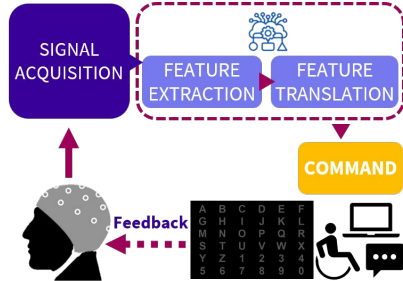 SIGNAL
ACQUISITION
FEATURE
EXTRACTION
FEATURE
TRANSLATION
COMMAND
Feedback
A B C D E F
G H I J K L
M N O P Q R
S T U V W X
Y Z 1 2 3 4
5 6 7 8 9 0